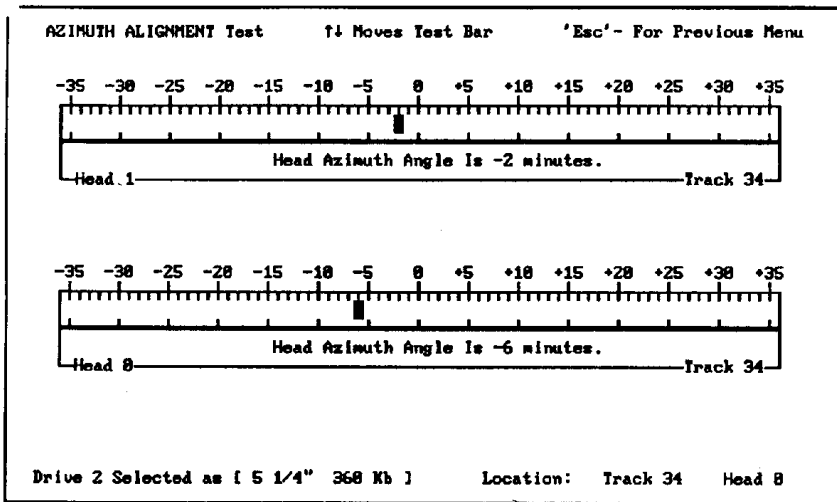 AZIMUTH ALIGNMENT Test ↑↓ Moves Test Bar 'Esc'- For Previous Menu
-35 -30 -25 -20 -15 -10 -5 0 +5 +10 +15 +20 +25 +30 +35
Head Azimuth Angle Is -2 minutes.
Head 1 Track 34
-35 -30 -25 -20 -15 -10 -5 0 +5 +10 +15 +20 +25 +30 +35
Head Azimuth Angle Is -6 minutes.
Head 0 Track 34
Drive 2 Selected as [ 5 1/4" 360 Kb ] Location: Track 34 Head 0